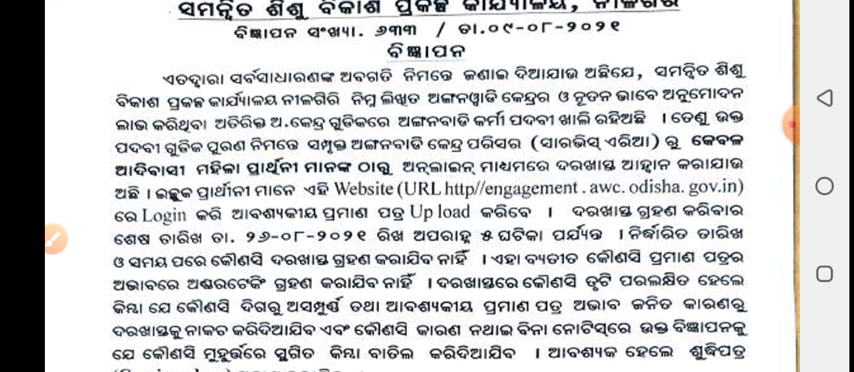 ସମନ୍ୱିତ ଶିଶୁ ବିକାଶ ପ୍ରକଳ୍ପ କାର୍ଯ୍ୟାଳୟ, ନୀଳଗିରି
ବିଜ୍ଞାପନ ସଂଖ୍ୟା. ୬୩୩ / ତା.୦୯-୦୮-୨୦୨୧
ବିଜ୍ଞାପନ
ଏତଦ୍ଵାରା ସର୍ବସାଧାରଣଙ୍କ ଅବଗତି ନିମନ୍ତେ ଜଣାଇ ଦିଆଯାଉ ଅଛିଯେ, ସମନ୍ୱିତ ଶିଶୁ
ବିକାଶ ପ୍ରକଳ୍ପ କାର୍ଯ୍ୟାଳୟ ନୀଳଗିରି ନିମ୍ନ ଲିଖିତ ଅଙ୍ଗନୱାଡି କେନ୍ଦ୍ରର ଓ ନୂତନ ଭାବେ ଅନୁମୋଦନ
ଲାଭ କରିଥିବା ଅତିରିକ୍ତ ଅ.କେନ୍ଦ୍ର ଗୁଡିକରେ ଅଙ୍ଗନବାଡି କର୍ମୀ ପଦବୀ ଖାଲି ରହିଅଛି । ତେଣୁ ଉକ୍ତ
ପଦବୀ ଗୁଡିକ ପୁରଣ ନିମନ୍ତେ ସମ୍ପୃକ୍ତ ଅଙ୍ଗନବାଡି କେନ୍ଦ୍ର ପରିସର (ସାରଭିସ୍ ଏରିଆ) ରୁ କେବଳ
ଆଦିବାସୀ ମହିଳା ପ୍ରାର୍ଥିନୀ ମାନଙ୍କ ଠାରୁ ଅନ୍‌ଲାଇନ୍ ମାଧ୍ୟମରେ ଦରଖାସ୍ତ ଆହ୍ୱାନ କରାଯାଉ
ଅଛି । ଇଚ୍ଛୁକ ପ୍ରାର୍ଥୀନୀ ମାନେ ଏହି Website (URL http//engagement . awc. odisha. gov.in)
ରେ Login କରି ଆବଶ୍ୟକୀୟ ପ୍ରମାଣ ପତ୍ର Up load କରିବେ । ଦରଖାସ୍ତ ଗ୍ରହଣ କରିବାର
ଶେଷ ତାରିଖ ତା. ୨୬-୦୮-୨୦୨୧ ରିଖ ଅପରାହ୍ନ ୫ ଘଟିକା ପର୍ଯ୍ୟନ୍ତ । ନିର୍ଦ୍ଧାରିତ ତାରିଖ
ଓ ସମୟ ପରେ କୌଣସି ଦରଖାସ୍ତ ଗ୍ରହଣ କରାଯିବ ନାହିଁ । ଏହା ବ୍ୟତୀତ କୌଣସି ପ୍ରମାଣ ପତ୍ରର
ଅଭାବରେ ଅଣ୍ଡରଟେକିଂ ଗ୍ରହଣ କରାଯିବ ନାହିଁ । ଦରଖାସ୍ତରେ କୌଣସି ତୃଟି ପରିଲକ୍ଷିତ ହେଲେ
କିମ୍ବା ଯେ କୌଣସି ଦିଗରୁ ଅସମ୍ପୂର୍ଣ୍ଣ ତଥା ଆବଶ୍ୟକୀୟ ପ୍ରମାଣ ପତ୍ର ଅଭାବ ଜନିତ କାରଣରୁ
ଦରଖାସ୍ତକୁ ନାକଚ କରିଦିଆଯିବ ଏବଂ କୌଣସି କାରଣ ନଥାଇ ବିନା ନୋଟିସ୍‌ରେ ଉକ୍ତ ବିଜ୍ଞାପନକୁ
ଯେ କୌଣସି ମୁହୂର୍ତ୍ତରେ ସ୍ଥଗିତ କିମ୍ବା ବାତିଲ କରିଦିଆଯିବ । ଆବଶ୍ୟକ ହେଲେ ଶୁଦ୍ଧିପତ୍ର